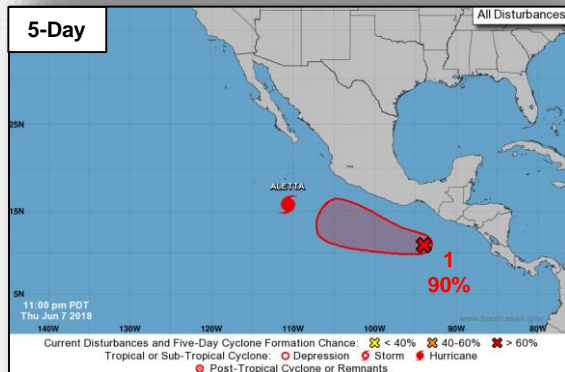 5-Day
All Disturbances
25N
ALETTA
15N
1
90%
5N
11:00 pm PDT
Thu Jun 7 2018
www.hurricanes.gov
140W 130W 120W 110W 100W 90W 80W
Current Disturbances and Five-Day Cyclone Formation Chance: < 40% 40-60% > 60%
Tropical or Sub-Tropical Cyclone: Depression Storm Hurricane
Post-Tropical Cyclone or Remnants